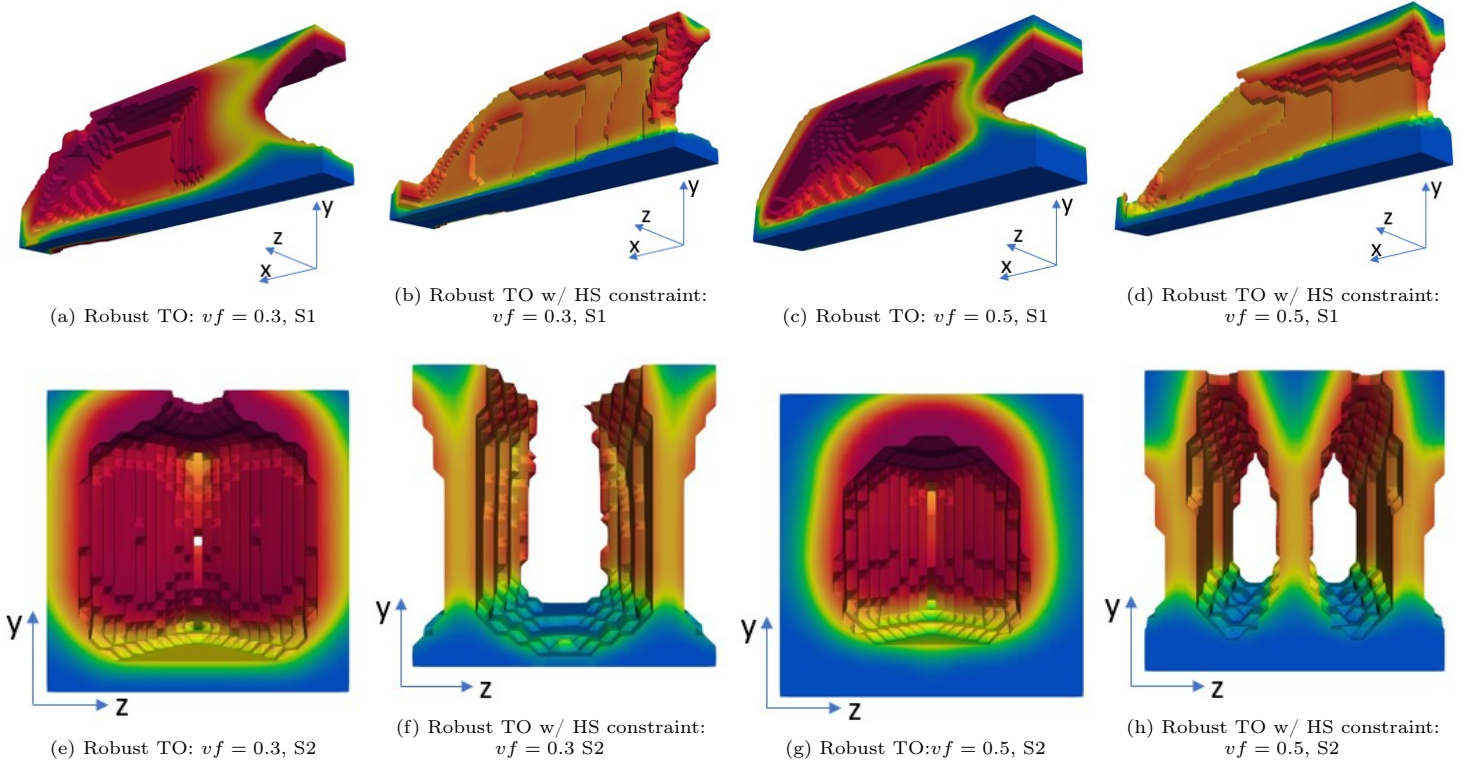 y
z
x
y
z
x
y
z
x
y
z
x
(a) Robust TO: vf = 0.3, S1
(b) Robust TO w/ HS constraint:
vf = 0.3, S1
(c) Robust TO: vf = 0.5, S1
(d) Robust TO w/ HS constraint:
vf = 0.5, S1
y
z
y
z
y
z
y
z
(e) Robust TO: vf = 0.3, S2
(f) Robust TO w/ HS constraint:
vf = 0.3 S2
(g) Robust TO:vf = 0.5, S2
(h) Robust TO w/ HS constraint:
vf = 0.5, S2